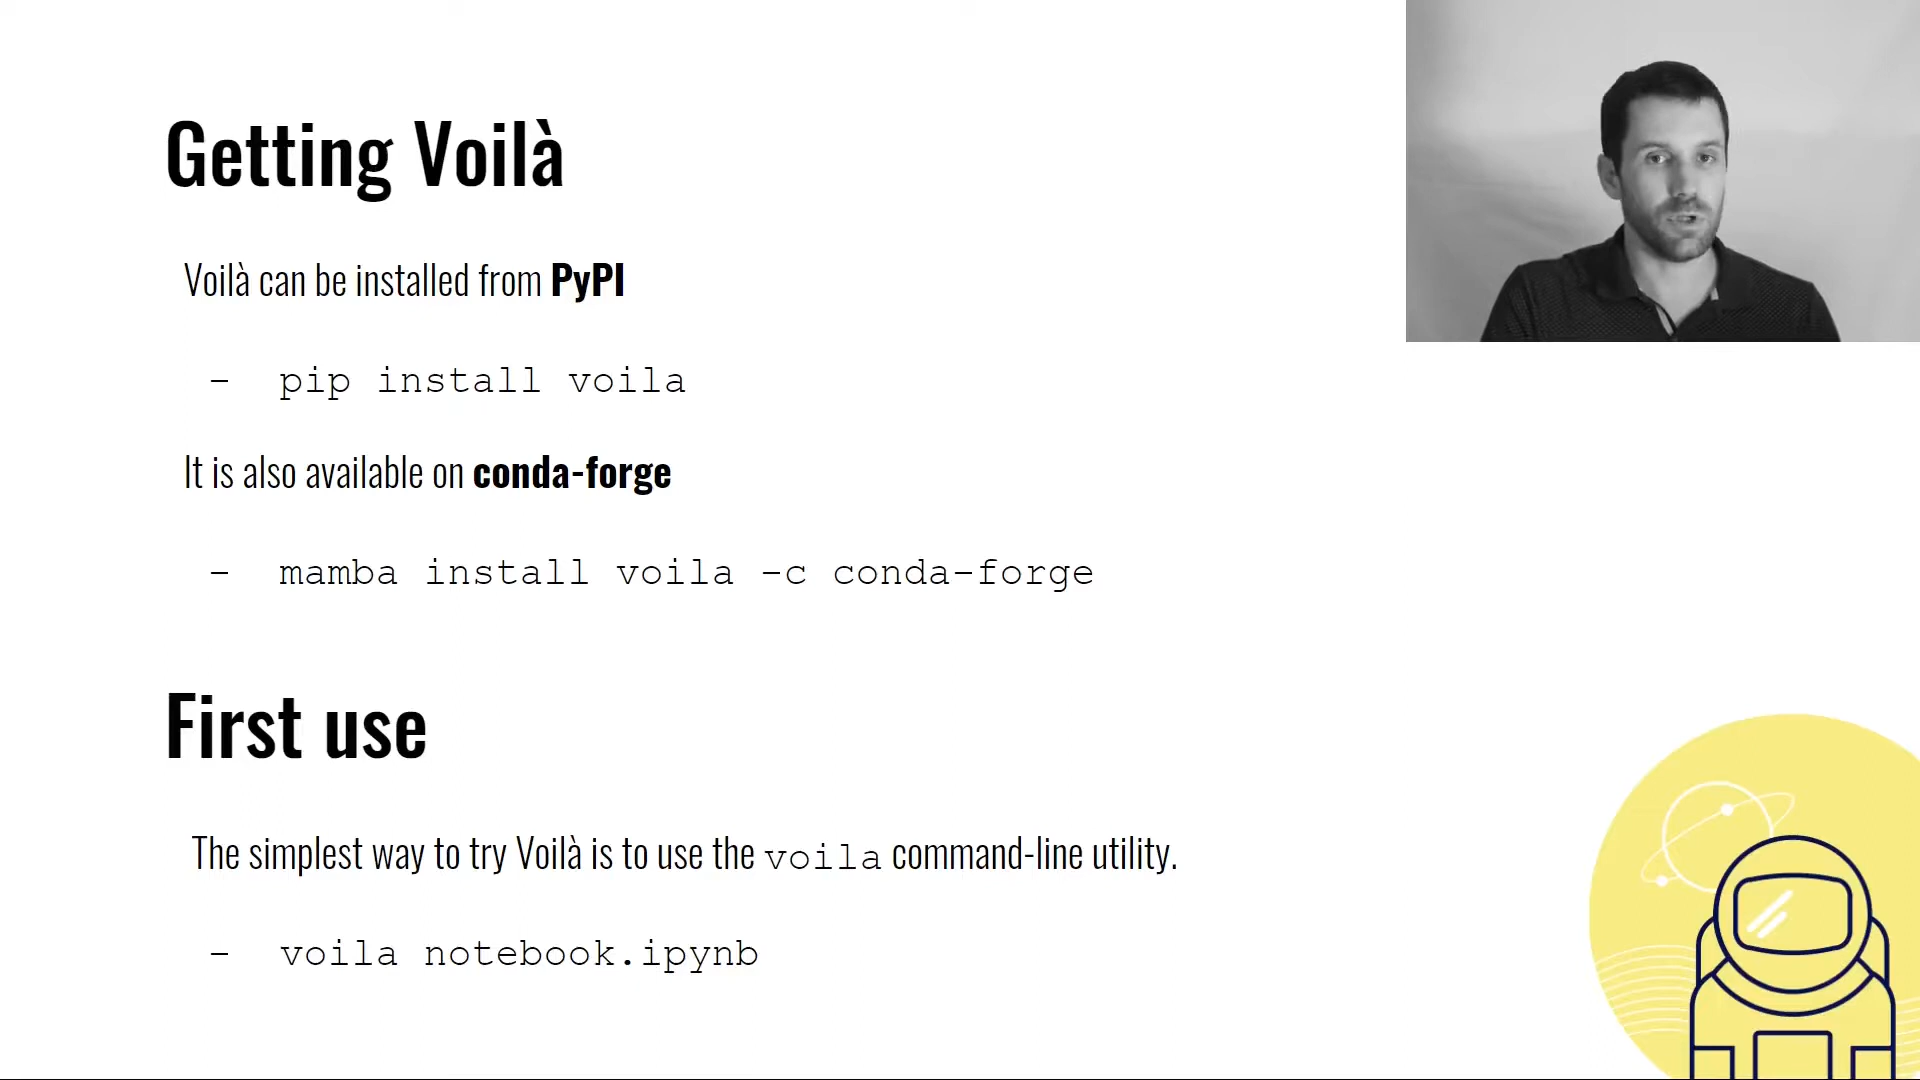 Getting Voilà
Voilà can be installed from PyPI
- pip install voila
It is also available on conda-forge
- mamba install voila -c conda-forge
First use
The simplest way to try Voilà is to use the voila command-line utility.
- voila notebook.ipynb